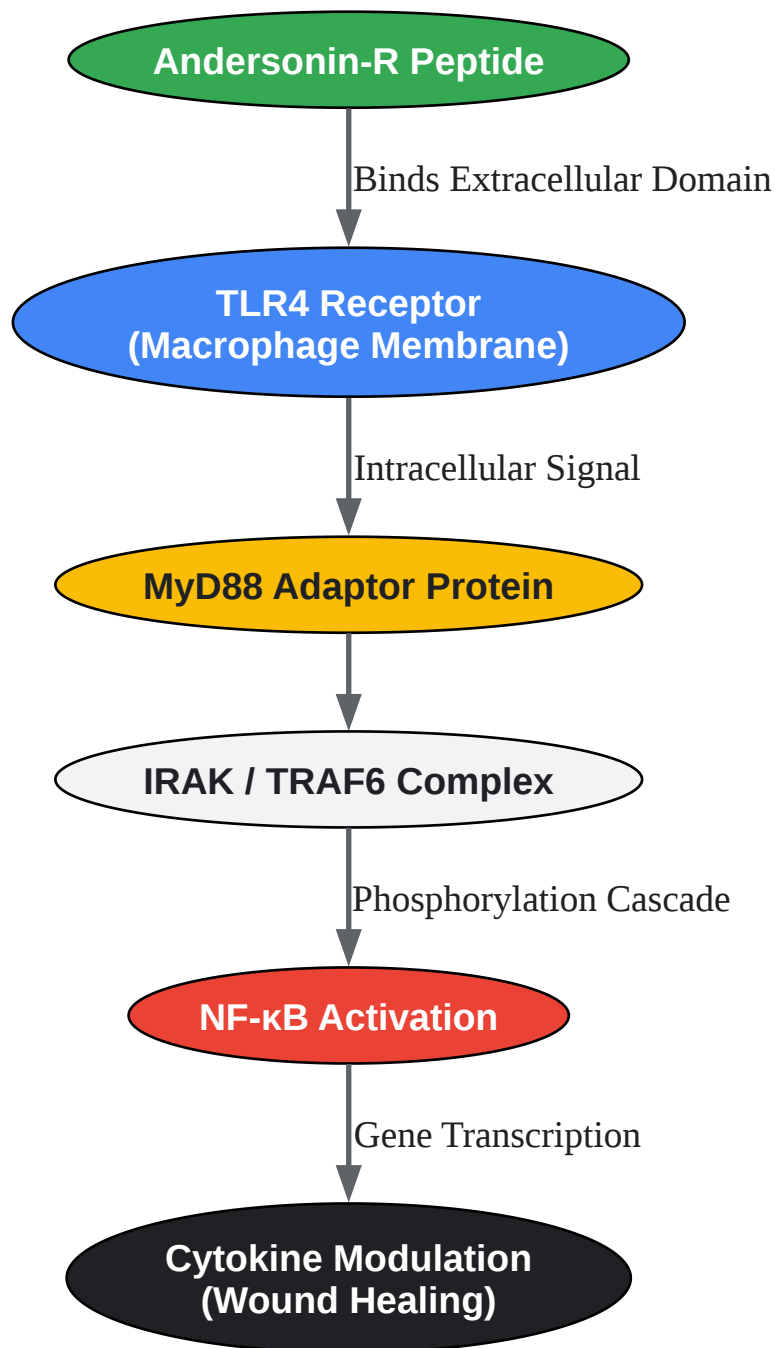 Andersonin-R Peptide
Binds Extracellular Domain
TLR4 Receptor
(Macrophage Membrane)
Intracellular Signal
MyD88 Adaptor Protein
IRAK / TRAF6 Complex
Phosphorylation Cascade
NF-κB Activation
Gene Transcription
Cytokine Modulation
(Wound Healing)